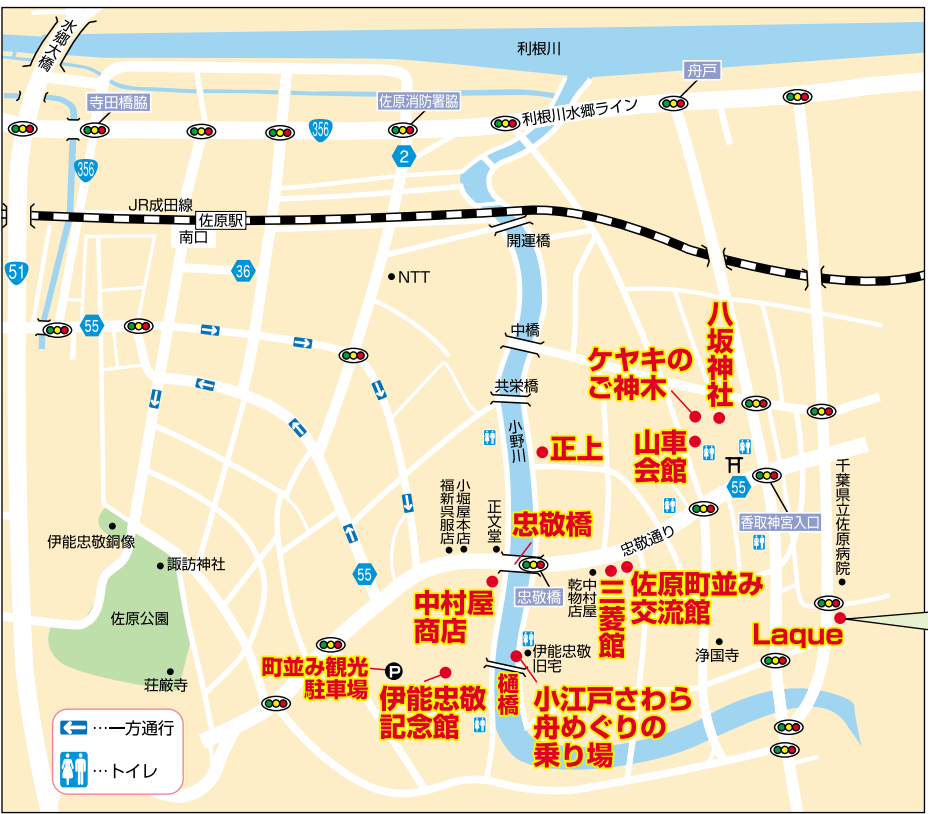 水郷大橋
利根川
舟戸
寺田橋脇
佐原消防署脇
利根川水郷ライン
356
2
356
JR成田線
佐原駅
南口
開運橋
51
36
NTT
55
中橋
八坂神社
ケヤキの
ご神木
共栄橋
小野川
正上
山車
会館
55
千葉県立佐原病院
香取神宮入口
福新呉服店
小堀屋本店
正文堂
忠敬橋
伊能忠敬銅像
忠敬通り
諏訪神社
55
中村屋
商店
忠敬橋
中村屋
乾物店
三菱館
佐原町並み
交流館
佐原公園
Laque
浄国寺
伊能忠敬
旧宅
町並み観光
駐車場
P
荘厳寺
伊能忠敬
記念館
樋橋
小江戸さわら
舟めぐりの
乗り場
…一方通行
…トイレ